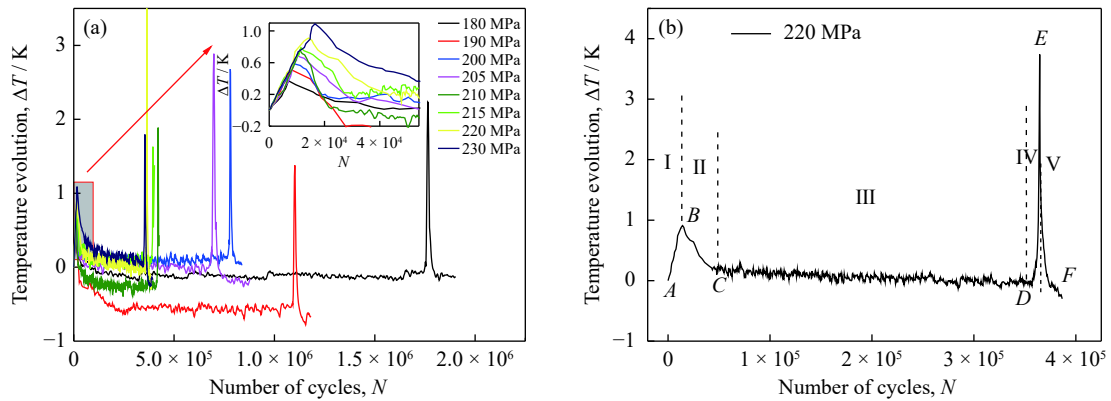 (a)
Temperature evolution, ΔT / K
3
2
1
0
−1
0
5.0 × 10⁵
1.0 × 10⁶
1.5 × 10⁶
2.0 × 10⁶
Number of cycles, N
ΔT / K
1.0
0.6
0.2
−0.2
0
2 × 10⁴
4 × 10⁴
N
180 MPa
190 MPa
200 MPa
205 MPa
210 MPa
215 MPa
220 MPa
230 MPa
(b)
220 MPa
Temperature evolution, ΔT / K
4
3
2
1
0
−1
0
1 × 10⁵
2 × 10⁵
3 × 10⁵
4 × 10⁵
Number of cycles, N
I
II
III
IV
V
A
B
C
D
E
F